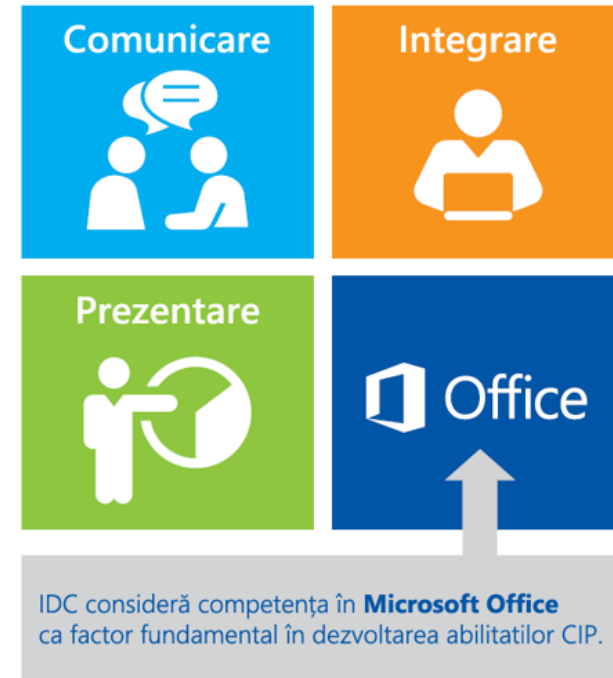 Comunicare
Integrare
Prezentare
Office
IDC consideră competența în Microsoft Office
ca factor fundamental în dezvoltarea abilitatilor CIP.